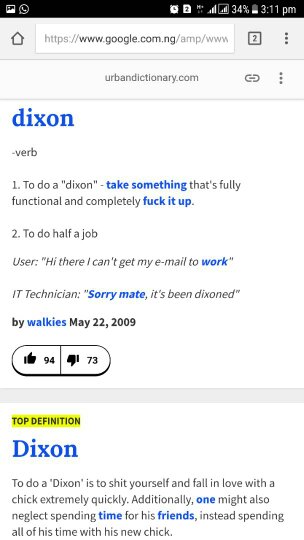 34% 3:11 pm
https://www.google.com.ng/amp/www
2
urbandictionary.com
dixon
-verb
1. To do a "dixon" - take something that's fully
functional and completely fuck it up.
2. To do half a job
User: "Hi there I can't get my e-mail to work"
IT Technician: "Sorry mate, it's been dixoned"
by walkies May 22, 2009
94 73
TOP DEFINITION
Dixon
To do a 'Dixon' is to shit yourself and fall in love with a
chick extremely quickly. Additionally, one might also
neglect spending time for his friends, instead spending
all of his time with his new chick.